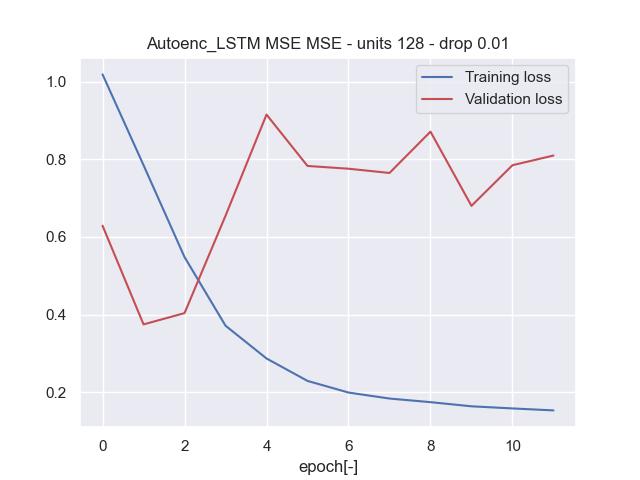 Autoenc_LSTM MSE MSE - units 128 - drop 0.01
Training loss
Validation loss
1.0
0.8
0.6
0.4
0.2
0 2 4 6 8 10
epoch[-]